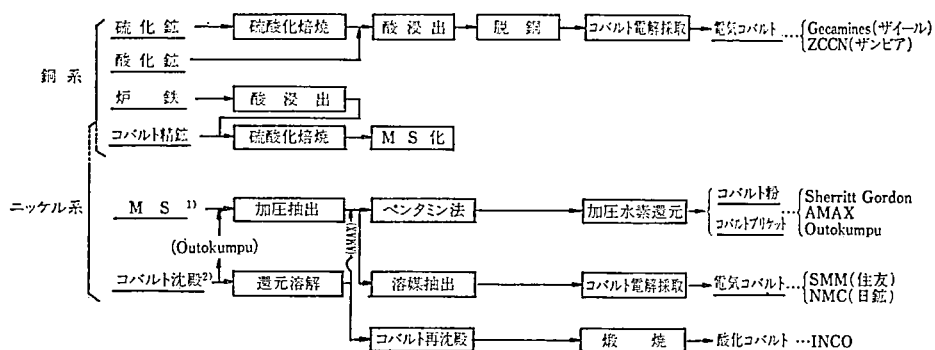 硫化鉱 硫酸化焙焼 酸浸出 脱銅 コバルト電解採取 電気コバルト … Gecamines(ザイール)
ZCCN(ザンビア)
酸化鉱
銅系
炉鉄 酸浸出
コバルト精鉱 硫酸化焙焼 MS化
ニッケル系
MS 1) 加圧抽出 ペンタミン法 加圧水素還元 コバルト粉 … Sherritt Gordon
コバルトブリケット AMAX
Outokumpu
(Outokumpu) (AMAX)
コバルト沈殿2) 還元溶解 溶媒抽出 コバルト電解採取 電気コバルト … SMM(住友)
NMC(日鉱)
コバルト再沈殿 煆焼 酸化コバルト … INCO